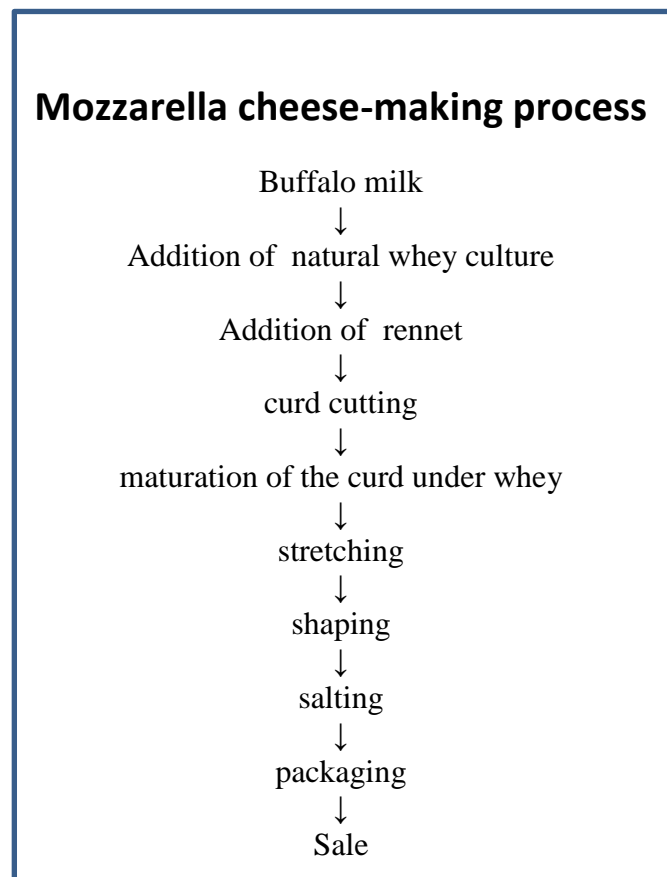 Mozzarella cheese-making process
Buffalo milk
↓
Addition of natural whey culture
↓
Addition of rennet
↓
curd cutting
↓
maturation of the curd under whey
↓
stretching
↓
shaping
↓
salting
↓
packaging
↓
Sale